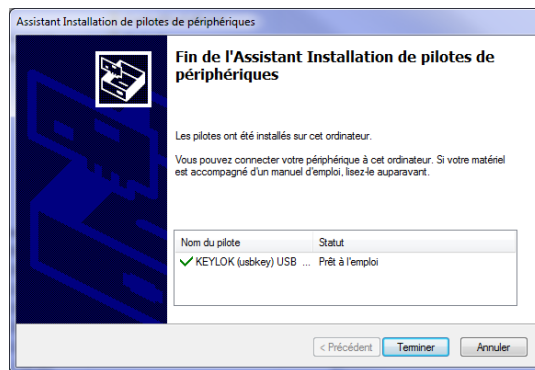 Assistant Installation de pilotes de périphériques
Fin de l'Assistant Installation de pilotes de
périphériques
Les pilotes ont été installés sur cet ordinateur.
Vous pouvez connecter votre périphérique à cet ordinateur. Si votre matériel
est accompagné d'un manuel d'emploi, lisez-le auparavant.
Nom du pilote Statut
KEYLOK (usbkey) USB ... Prêt à l'emploi
< Précédent Terminer Annuler